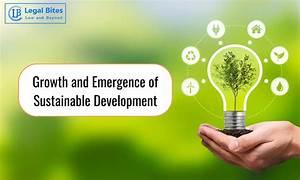 Legal Bites
Law and Beyond
Growth and Emergence of
Sustainable Development